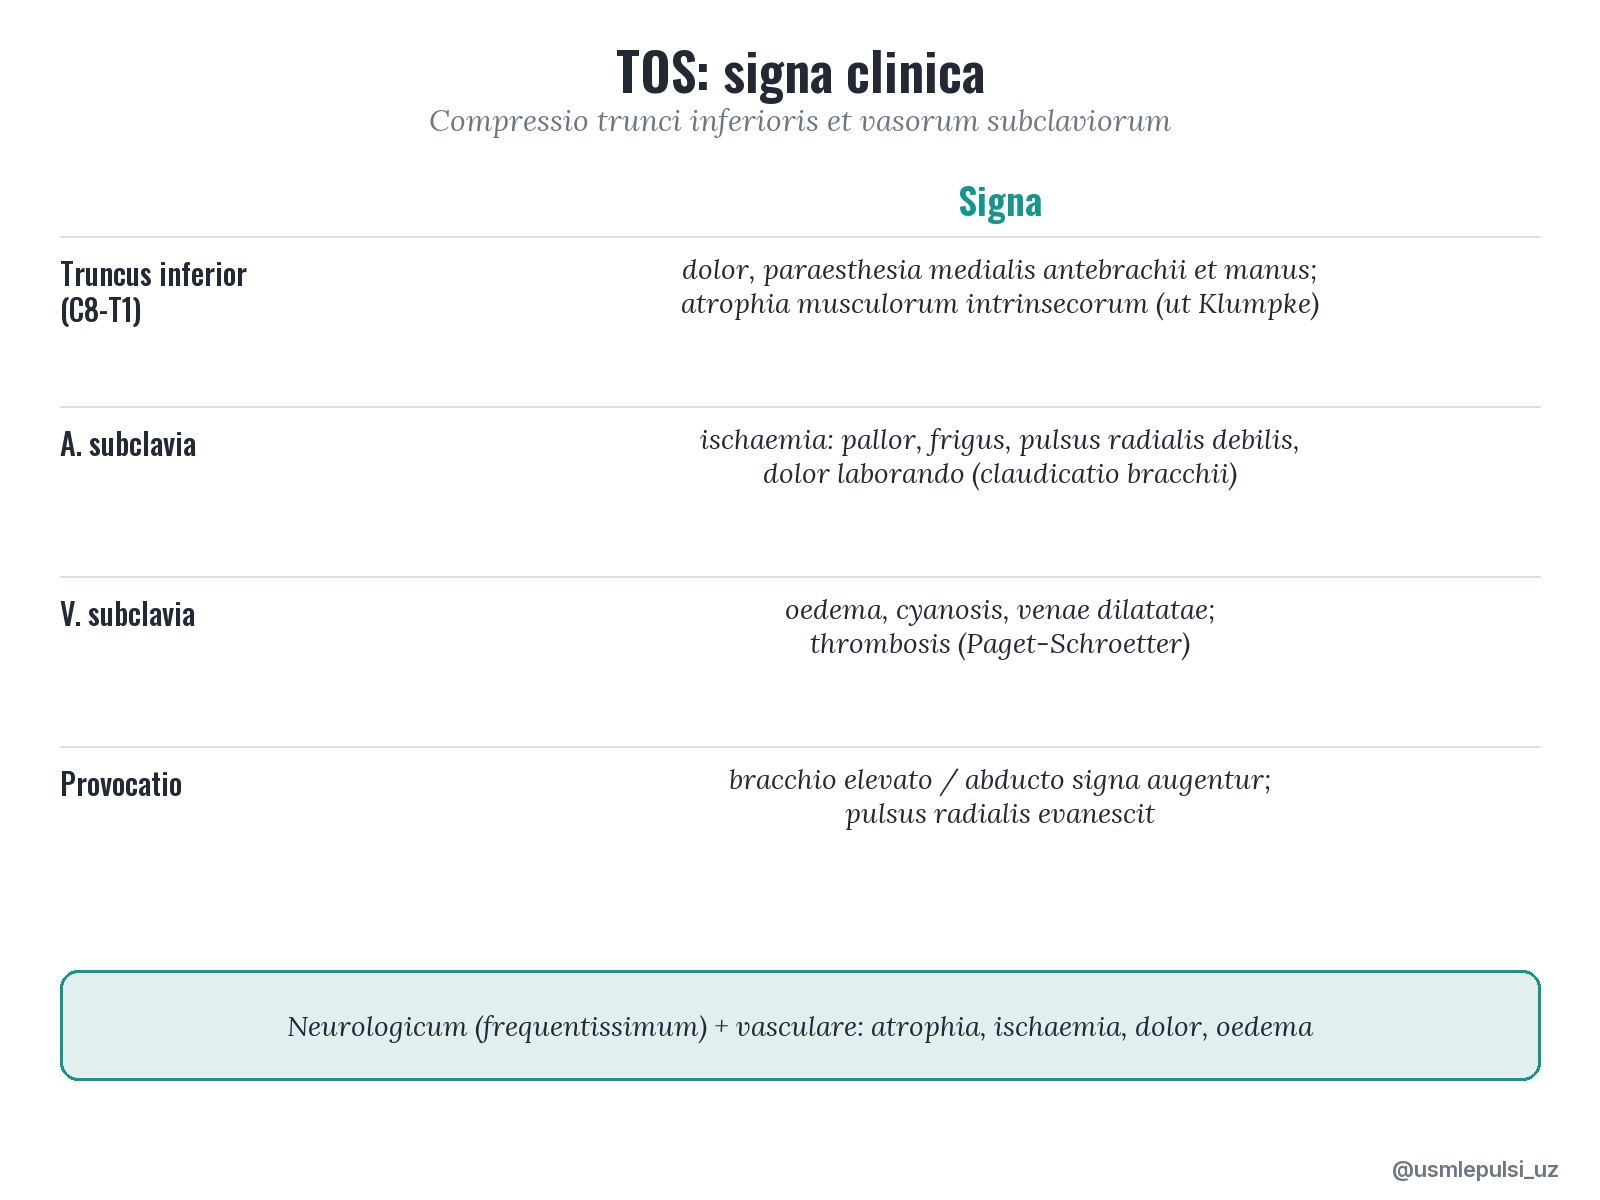 TOS: signa clinica
Compressio trunci inferioris et vasorum subclaviorum
Signa
Truncus inferior
(C8-T1)
dolor, paraesthesia medialis antebrachii et manus;
atrophia musculorum intrinsecorum (ut Klumpke)
A. subclavia
ischaemia: pallor, frigus, pulsus radialis debilis,
dolor laborando (claudicatio bracchii)
V. subclavia
oedema, cyanosis, venae dilatatae;
thrombosis (Paget-Schroetter)
Provocatio
bracchio elevato / abducto signa augentur;
pulsus radialis evanescit
Neurologicum (frequentissimum) + vasculare: atrophia, ischaemia, dolor, oedema
@usmlepulsi_uz